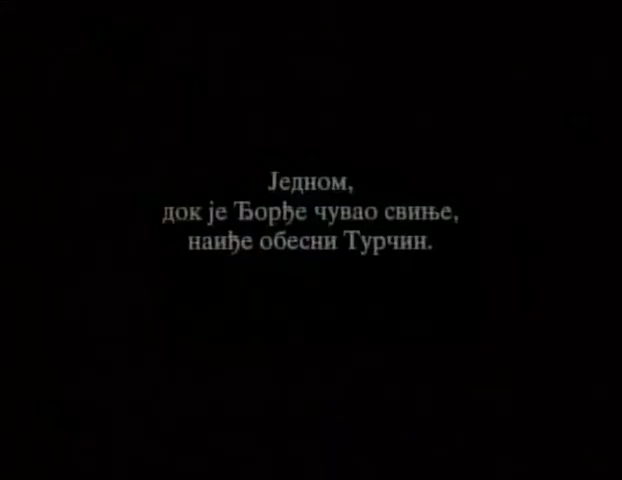 Једном,
док је Ђорђе чувао свиње,
наиђе обесни Турчин.